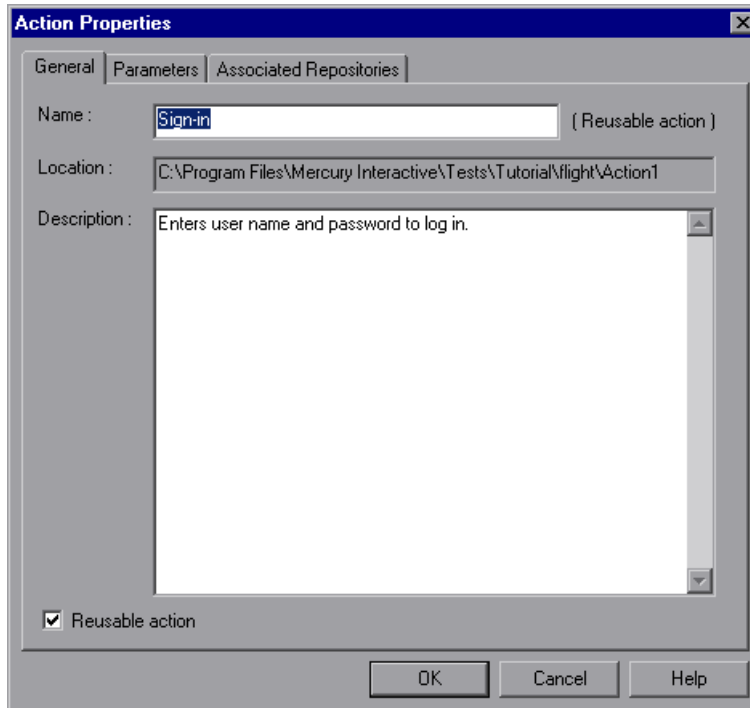 Action Properties
General Parameters Associated Repositories
Name : Sign-in ( Reusable action )
Location : C:\Program Files\Mercury Interactive\Tests\Tutorial\flight\Action1
Description : Enters user name and password to log in.
Reusable action
OK Cancel Help